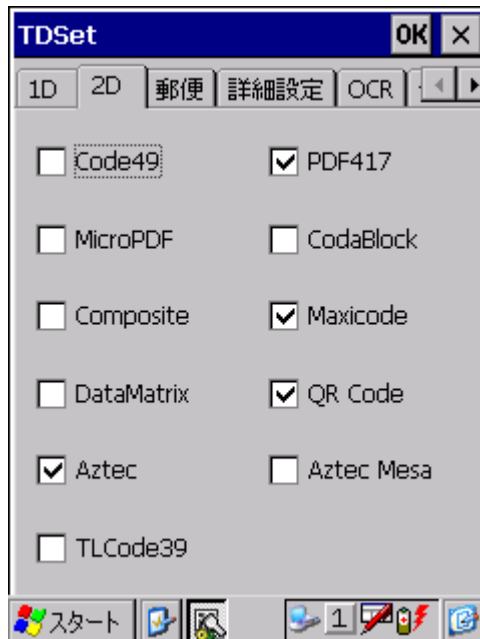 TDSet OK
1D 2D 郵便 詳細設定 OCR
Code49 PDF417
MicroPDF CodaBlock
Composite Maxicode
DataMatrix QR Code
Aztec Aztec Mesa
TLCode39
スタート 1